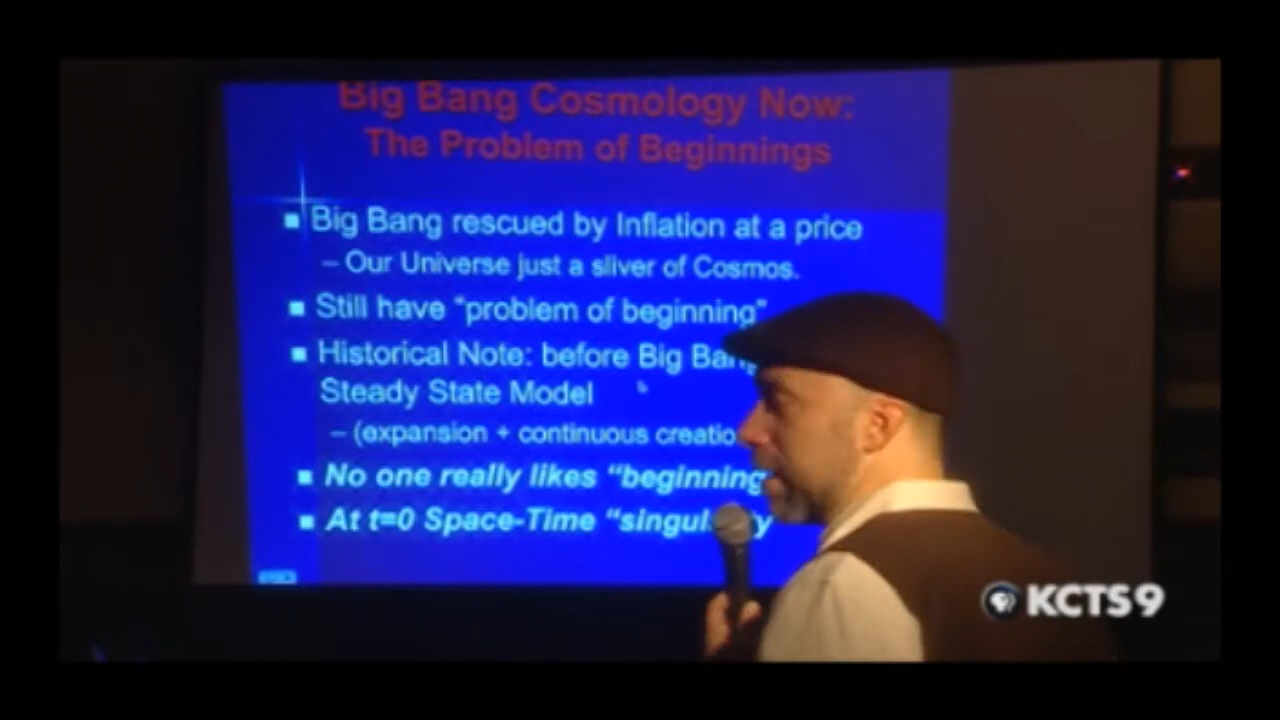 Big Bang Cosmology Now:
The Problem of Beginnings
Big Bang rescued by Inflation at a price
– Our Universe just a sliver of Cosmos.
Still have “problem of beginning”
Historical Note: before Big Bang
Steady State Model
– (expansion + continuous creatio
No one really likes “beginning
At t=0 Space-Time “singul
KCTS9